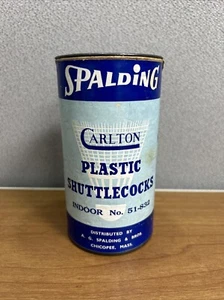 SPALDING
CARLTON
PLASTIC
SHUTTLECOCKS
INDOOR No. 51-832
DISTRIBUTED BY
A. G. SPALDING & BROS.
CHICOPEE, MASS.